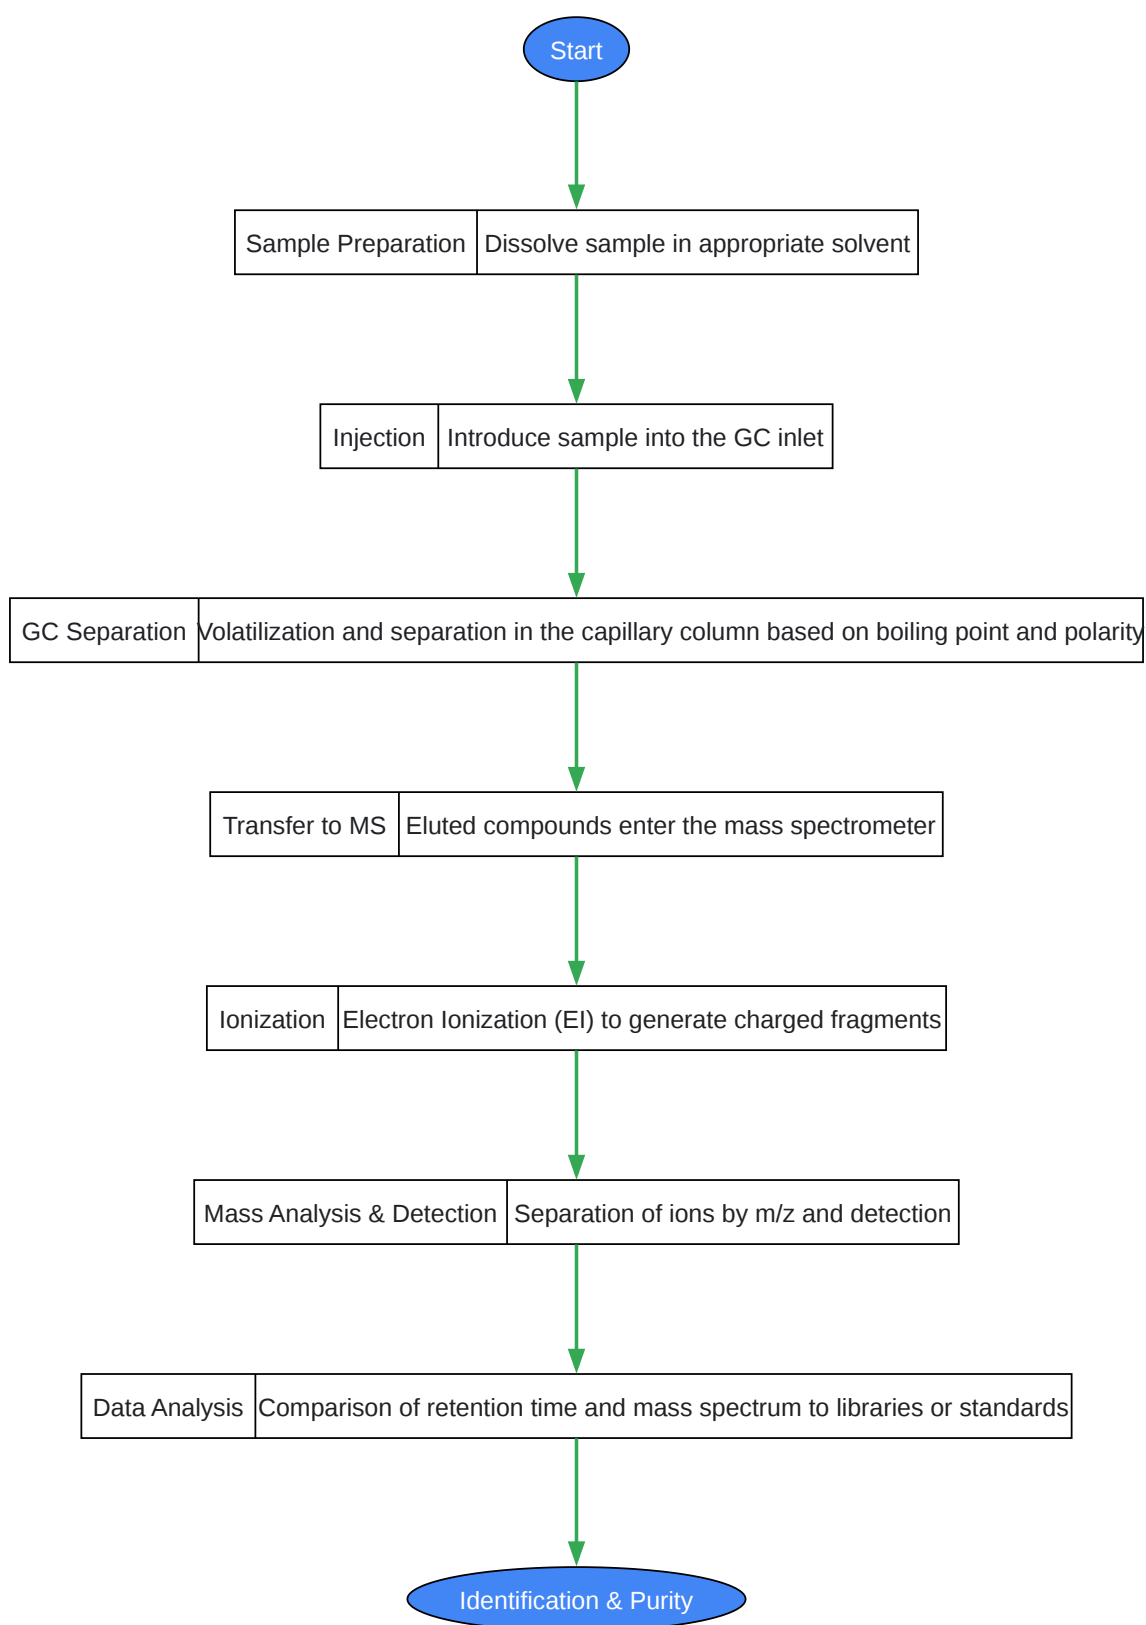 Start
Sample Preparation
Dissolve sample in appropriate solvent
Injection
Introduce sample into the GC inlet
GC Separation
Volatilization and separation in the capillary column based on boiling point and polarity
Transfer to MS
Eluted compounds enter the mass spectrometer
Ionization
Electron Ionization (EI) to generate charged fragments
Mass Analysis & Detection
Separation of ions by m/z and detection
Data Analysis
Comparison of retention time and mass spectrum to libraries or standards
Identification & Purity